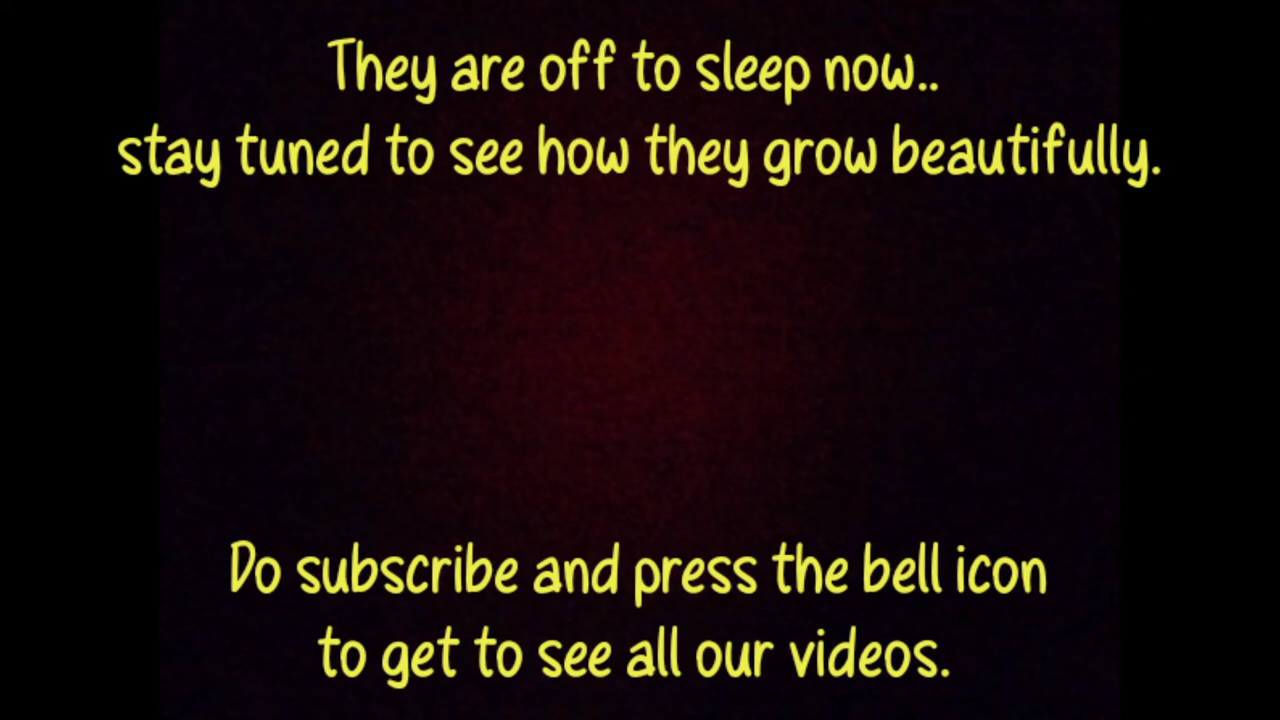 They are off to sleep now..
stay tuned to see how they grow beautifully.
Do subscribe and press the bell icon
to get to see all our videos.